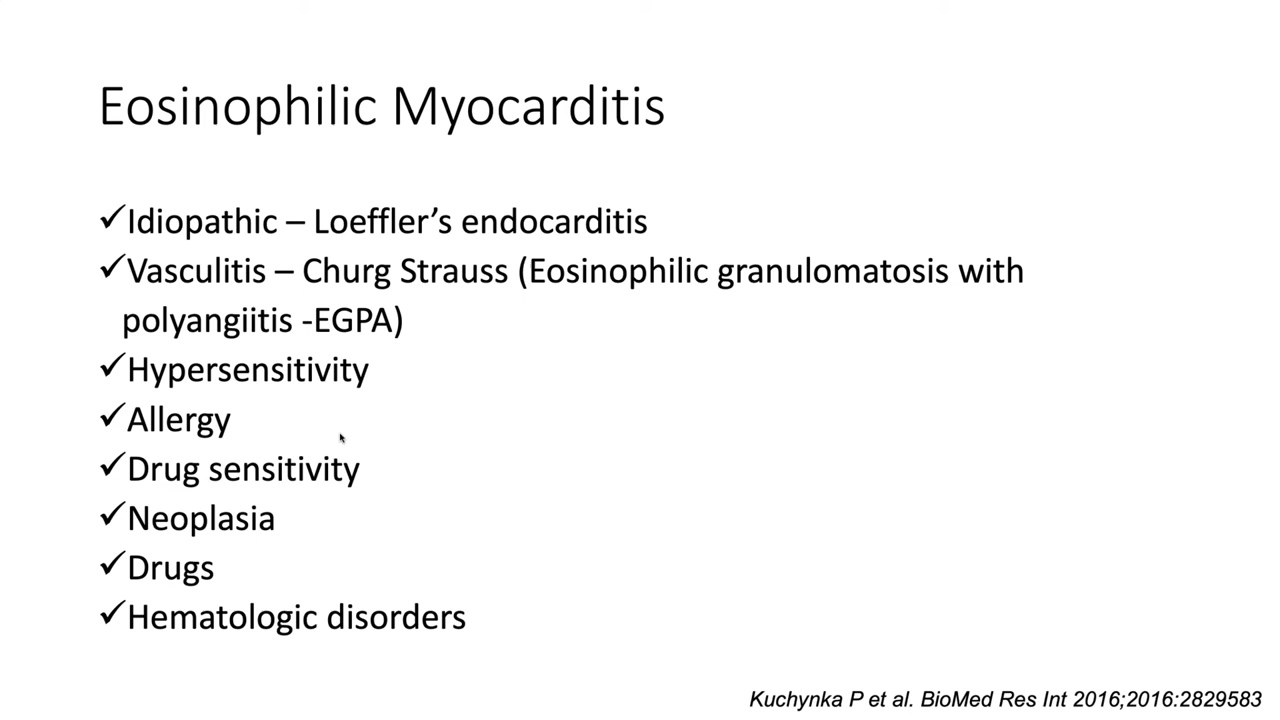 Eosinophilic Myocarditis
✓Idiopathic – Loeffler’s endocarditis
✓Vasculitis – Churg Strauss (Eosinophilic granulomatosis with
polyangiitis -EGPA)
✓Hypersensitivity
✓Allergy
✓Drug sensitivity
✓Neoplasia
✓Drugs
✓Hematologic disorders
Kuchynka P et al. BioMed Res Int 2016;2016:2829583